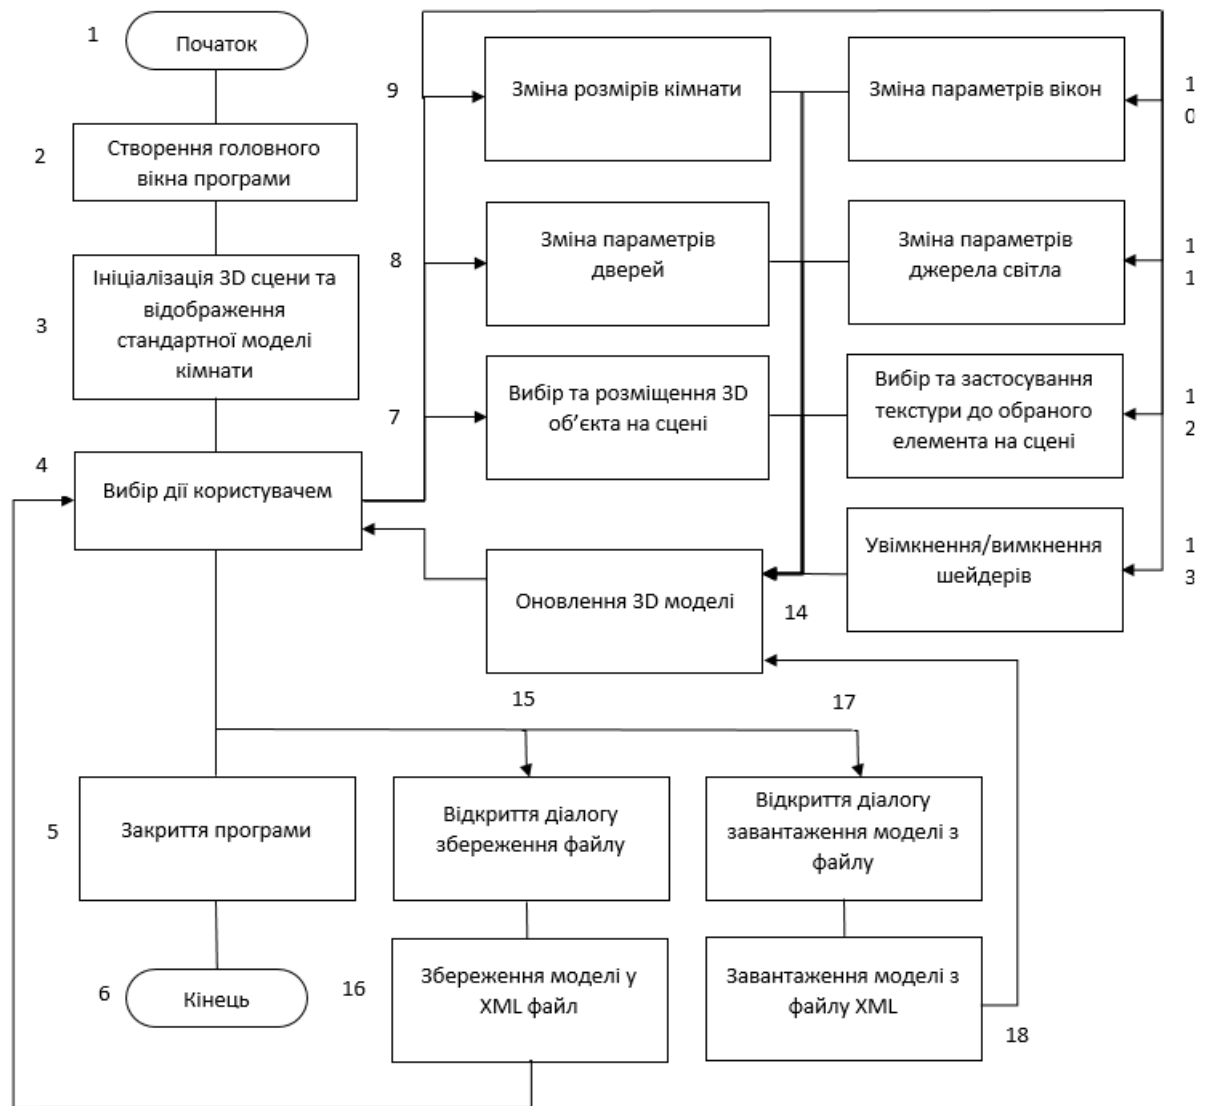 1
Початок
2
Створення головного
вікна програми
3
Ініціалізація 3D сцени та
відображення
стандартної моделі
кімнати
4
Вибір дії користувачем
9
Зміна розмірів кімнати
Зміна параметрів вікон
1
0
8
Зміна параметрів
дверей
Зміна параметрів
джерела світла
1
1
7
Вибір та розміщення 3D
об’єкта на сцені
Вибір та застосування
текстури до обраного
елемента на сцені
1
2
Увімкнення/вимкнення
шейдерів
1
3
Оновлення 3D моделі
14
15
17
5
Закриття програми
Відкриття діалогу
збереження файлу
Відкриття діалогу
завантаження моделі з
файлу
6
Кінець
16
Збереження моделі у
XML файл
Завантаження моделі з
файлу XML
18